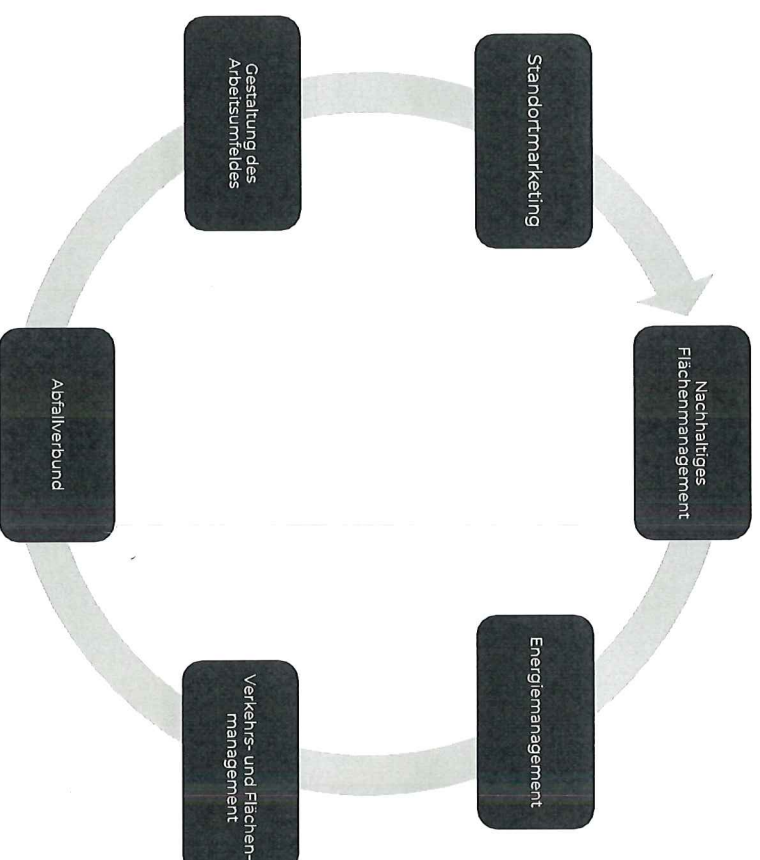 Nachhaltiges
Flächenmanagement
Energiemanagement
Verkehrs- und Flächen-
management
Abfallverbund
Gestaltung des
Arbeitsumfeldes
Standortmarketing